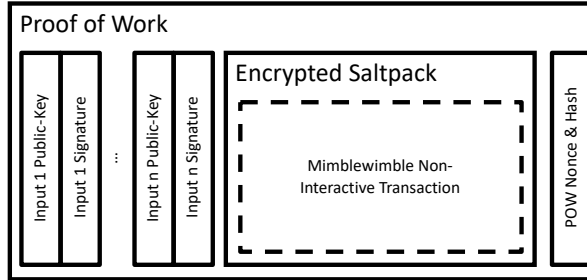 Proof of Work
Input 1 Public-Key
Input 1 Signature
...
Input n Public-Key
Input n Signature
Encrypted Saltpack
Mimblewimble Non-
Interactive Transaction
POW Nonce & Hash